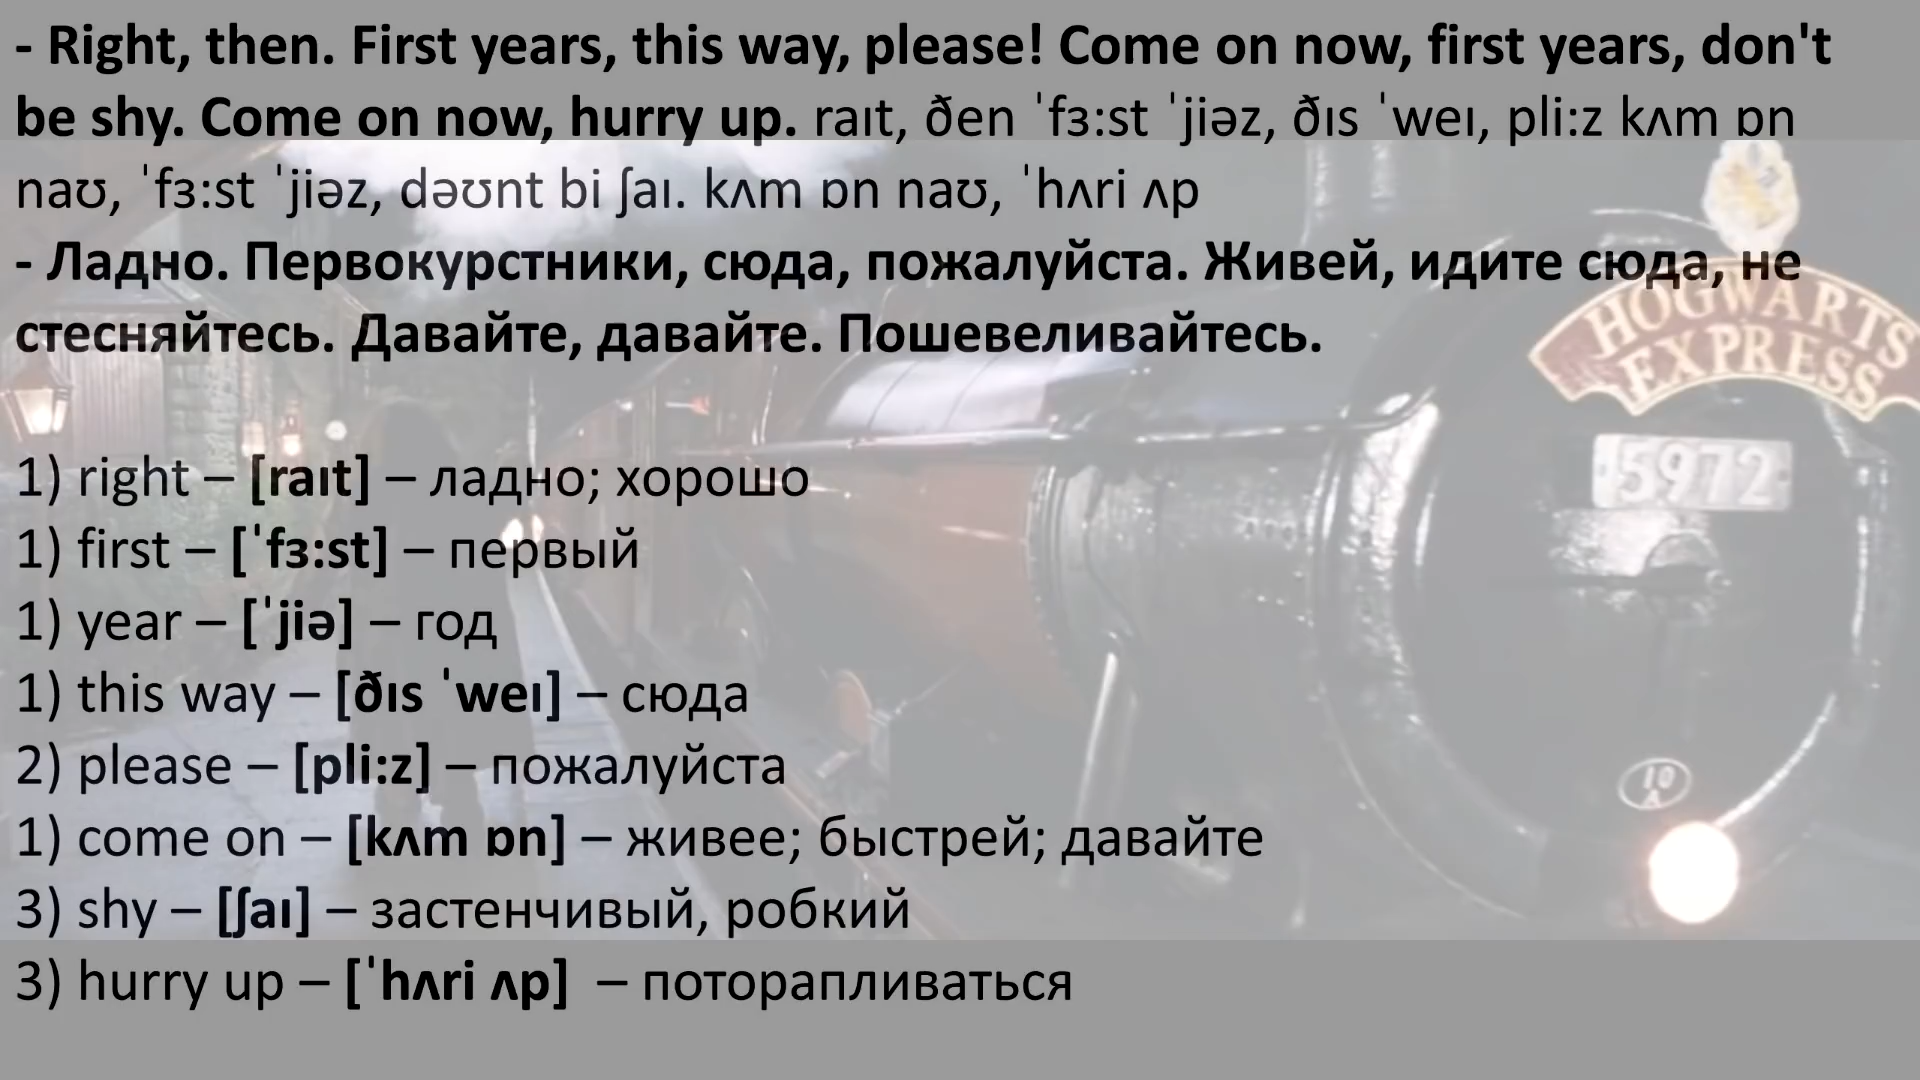 - Right, then. First years, this way, please! Come on now, first years, don't
be shy. Come on now, hurry up. raɪt, ðen ˈfɜ:st ˈjiəz, ðɪs ˈweɪ, pli:z kʌm ɒn
naʊ, ˈfɜ:st ˈjiəz, dəʊnt bi ʃaɪ. kʌm ɒn naʊ, ˈhʌri ʌp
- Ладно. Первокурстники, сюда, пожалуйста. Живей, идите сюда, не
стесняйтесь. Давайте, давайте. Пошевеливайтесь.
HOGWARTS
EXPRESS
5972
1) right – [raɪt] – ладно; хорошо
1) first – [ˈfɜ:st] – первый
1) year – [ˈjiə] – год
1) this way – [ðɪs ˈweɪ] – сюда
2) please – [pli:z] – пожалуйста
10
A
1) come on – [kʌm ɒn] – живее; быстрей; давайте
3) shy – [ʃaɪ] – застенчивый, робкий
3) hurry up – [ˈhʌri ʌp]  – поторапливаться